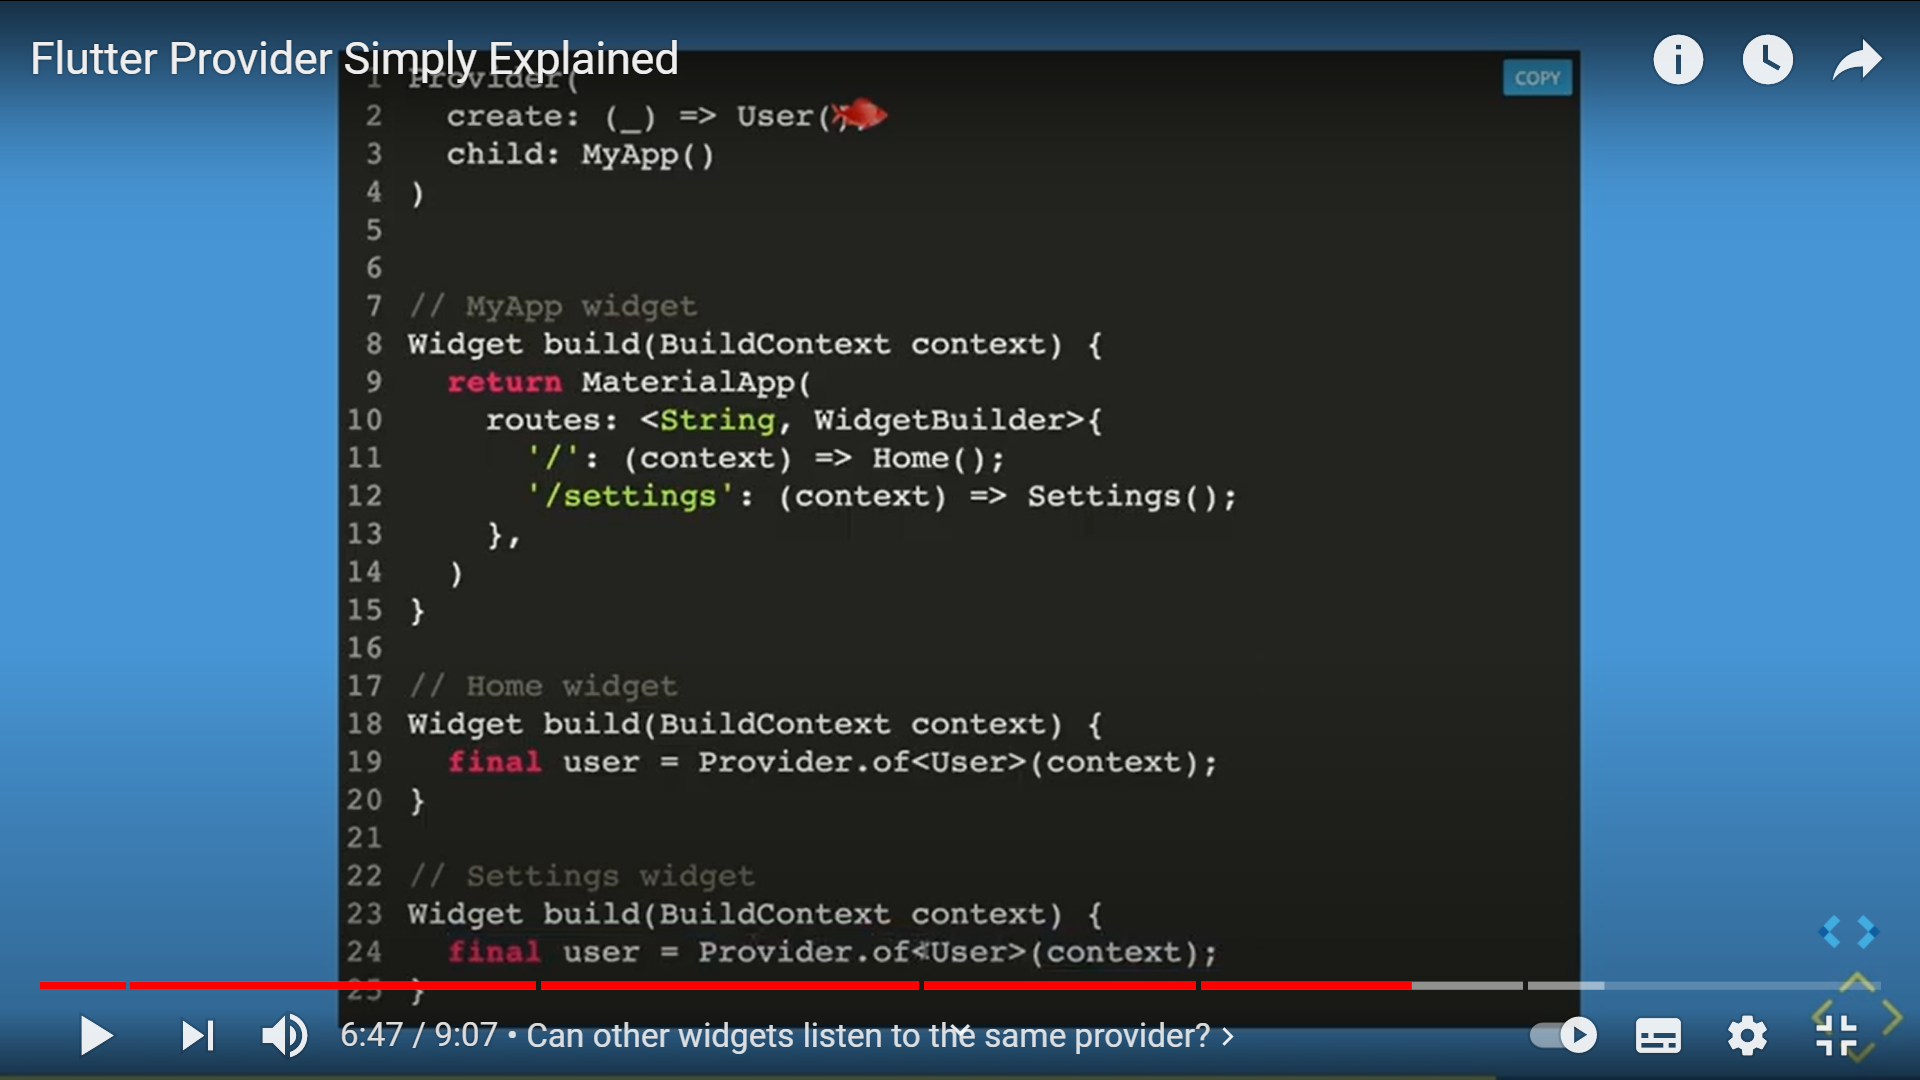 Flutter Provider Simply Explained
COPY
1 Provider(
2 create: (_) => User(),
3 child: MyApp()
4 )
5
6
7 // MyApp widget
8 Widget build(BuildContext context) {
9 return MaterialApp(
10 routes: <String, WidgetBuilder>{
11 '/': (context) => Home();
12 '/settings': (context) => Settings();
13 },
14 )
15 }
16
17 // Home widget
18 Widget build(BuildContext context) {
19 final user = Provider.of<User>(context);
20 }
21
22 // Settings widget
23 Widget build(BuildContext context) {
24 final user = Provider.of<User>(context);
25 }
6:47 / 9:07 • Can other widgets listen to the same provider? >